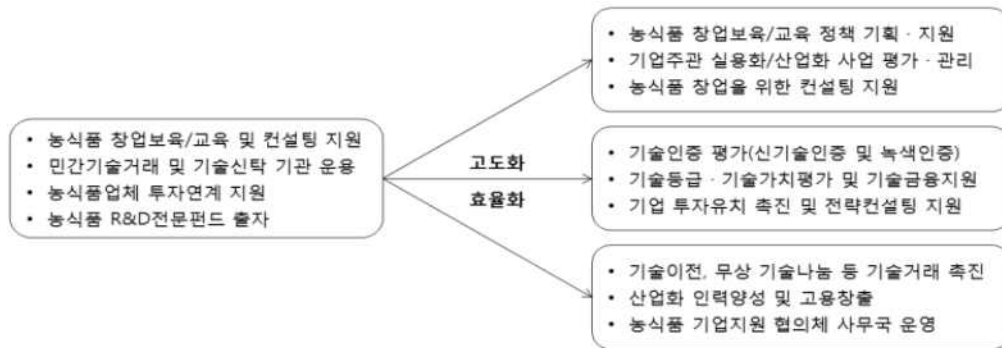 • 농식품 창업보육/교육 및 컨설팅 지원
• 민간기술거래 및 기술신탁 기관 운용
• 농식품업체 투자연계 지원
• 농식품 R&D전문펀드 출자
고도화
효율화
• 농식품 창업보육/교육 정책 기획 · 지원
• 기업주관 실용화/산업화 사업 평가 · 관리
• 농식품 창업을 위한 컨설팅 지원
• 기술인증 평가(신기술인증 및 녹색인증)
• 기술등급 · 기술가치평가 및 기술금융지원
• 기업 투자유치 촉진 및 전략컨설팅 지원
• 기술이전, 무상 기술나눔 등 기술거래 촉진
• 산업화 인력양성 및 고용창출
• 농식품 기업지원 협의체 사무국 운영